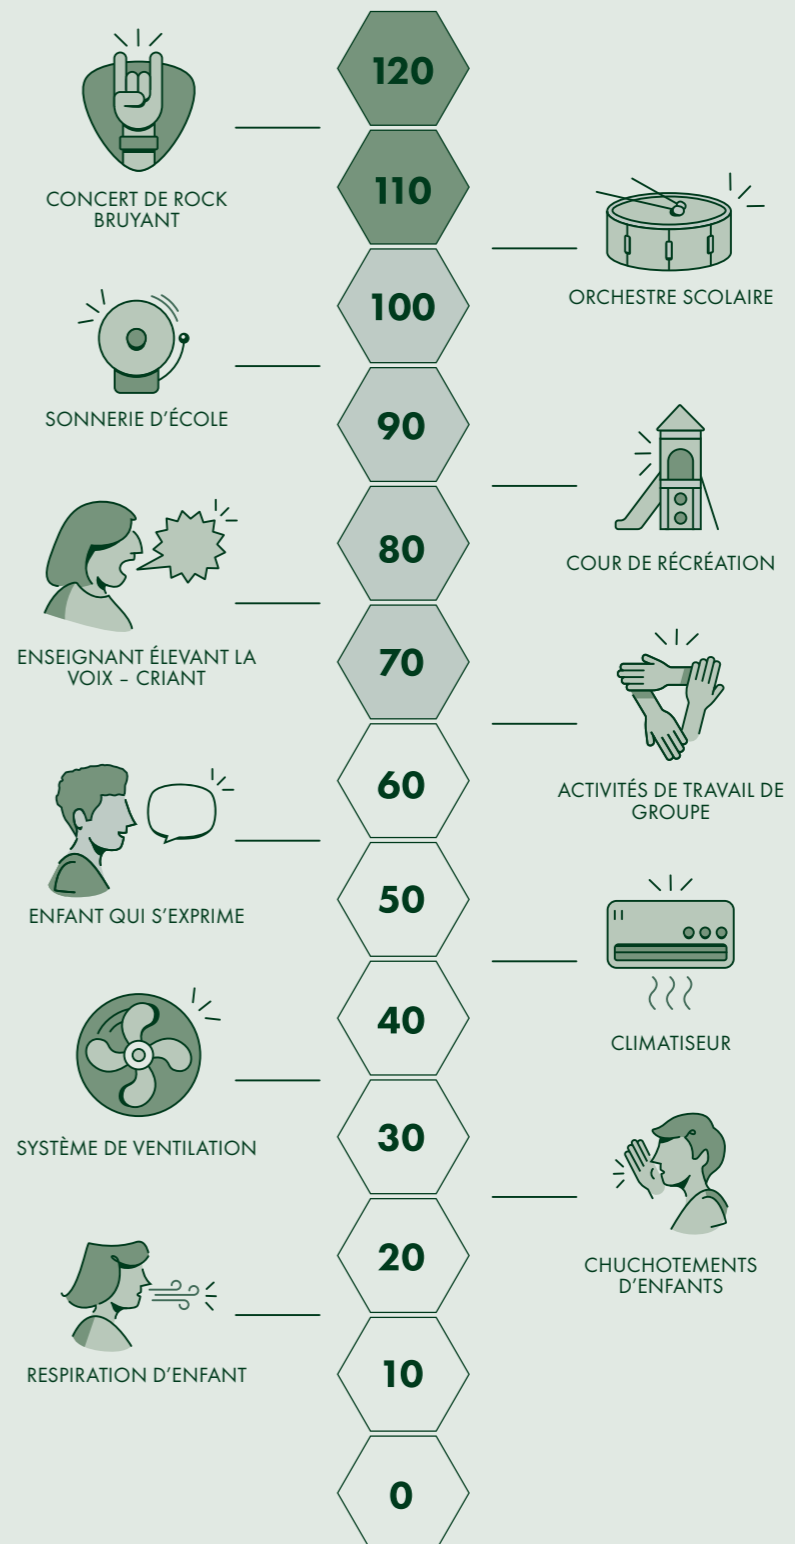 120
CONCERT DE ROCK
BRUYANT
110
ORCHESTRE SCOLAIRE
100
SONNERIE D’ÉCOLE
90
COUR DE RÉCRÉATION
80
ENSEIGNANT ÉLEVANT LA
VOIX – CRIANT
70
ACTIVITÉS DE TRAVAIL DE
GROUPE
60
ENFANT QUI S’EXPRIME
50
CLIMATISEUR
40
SYSTÈME DE VENTILATION
30
CHUCHOTEMENTS
D’ENFANTS
20
RESPIRATION D’ENFANT
10
0